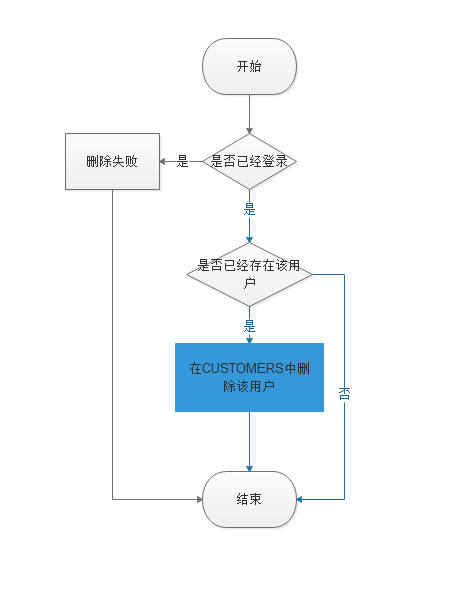 开始
删除失败
是
是否已经登录
是
是否已经存在该用
户
是
在CUSTOMERS中删
除该用户
否
结束